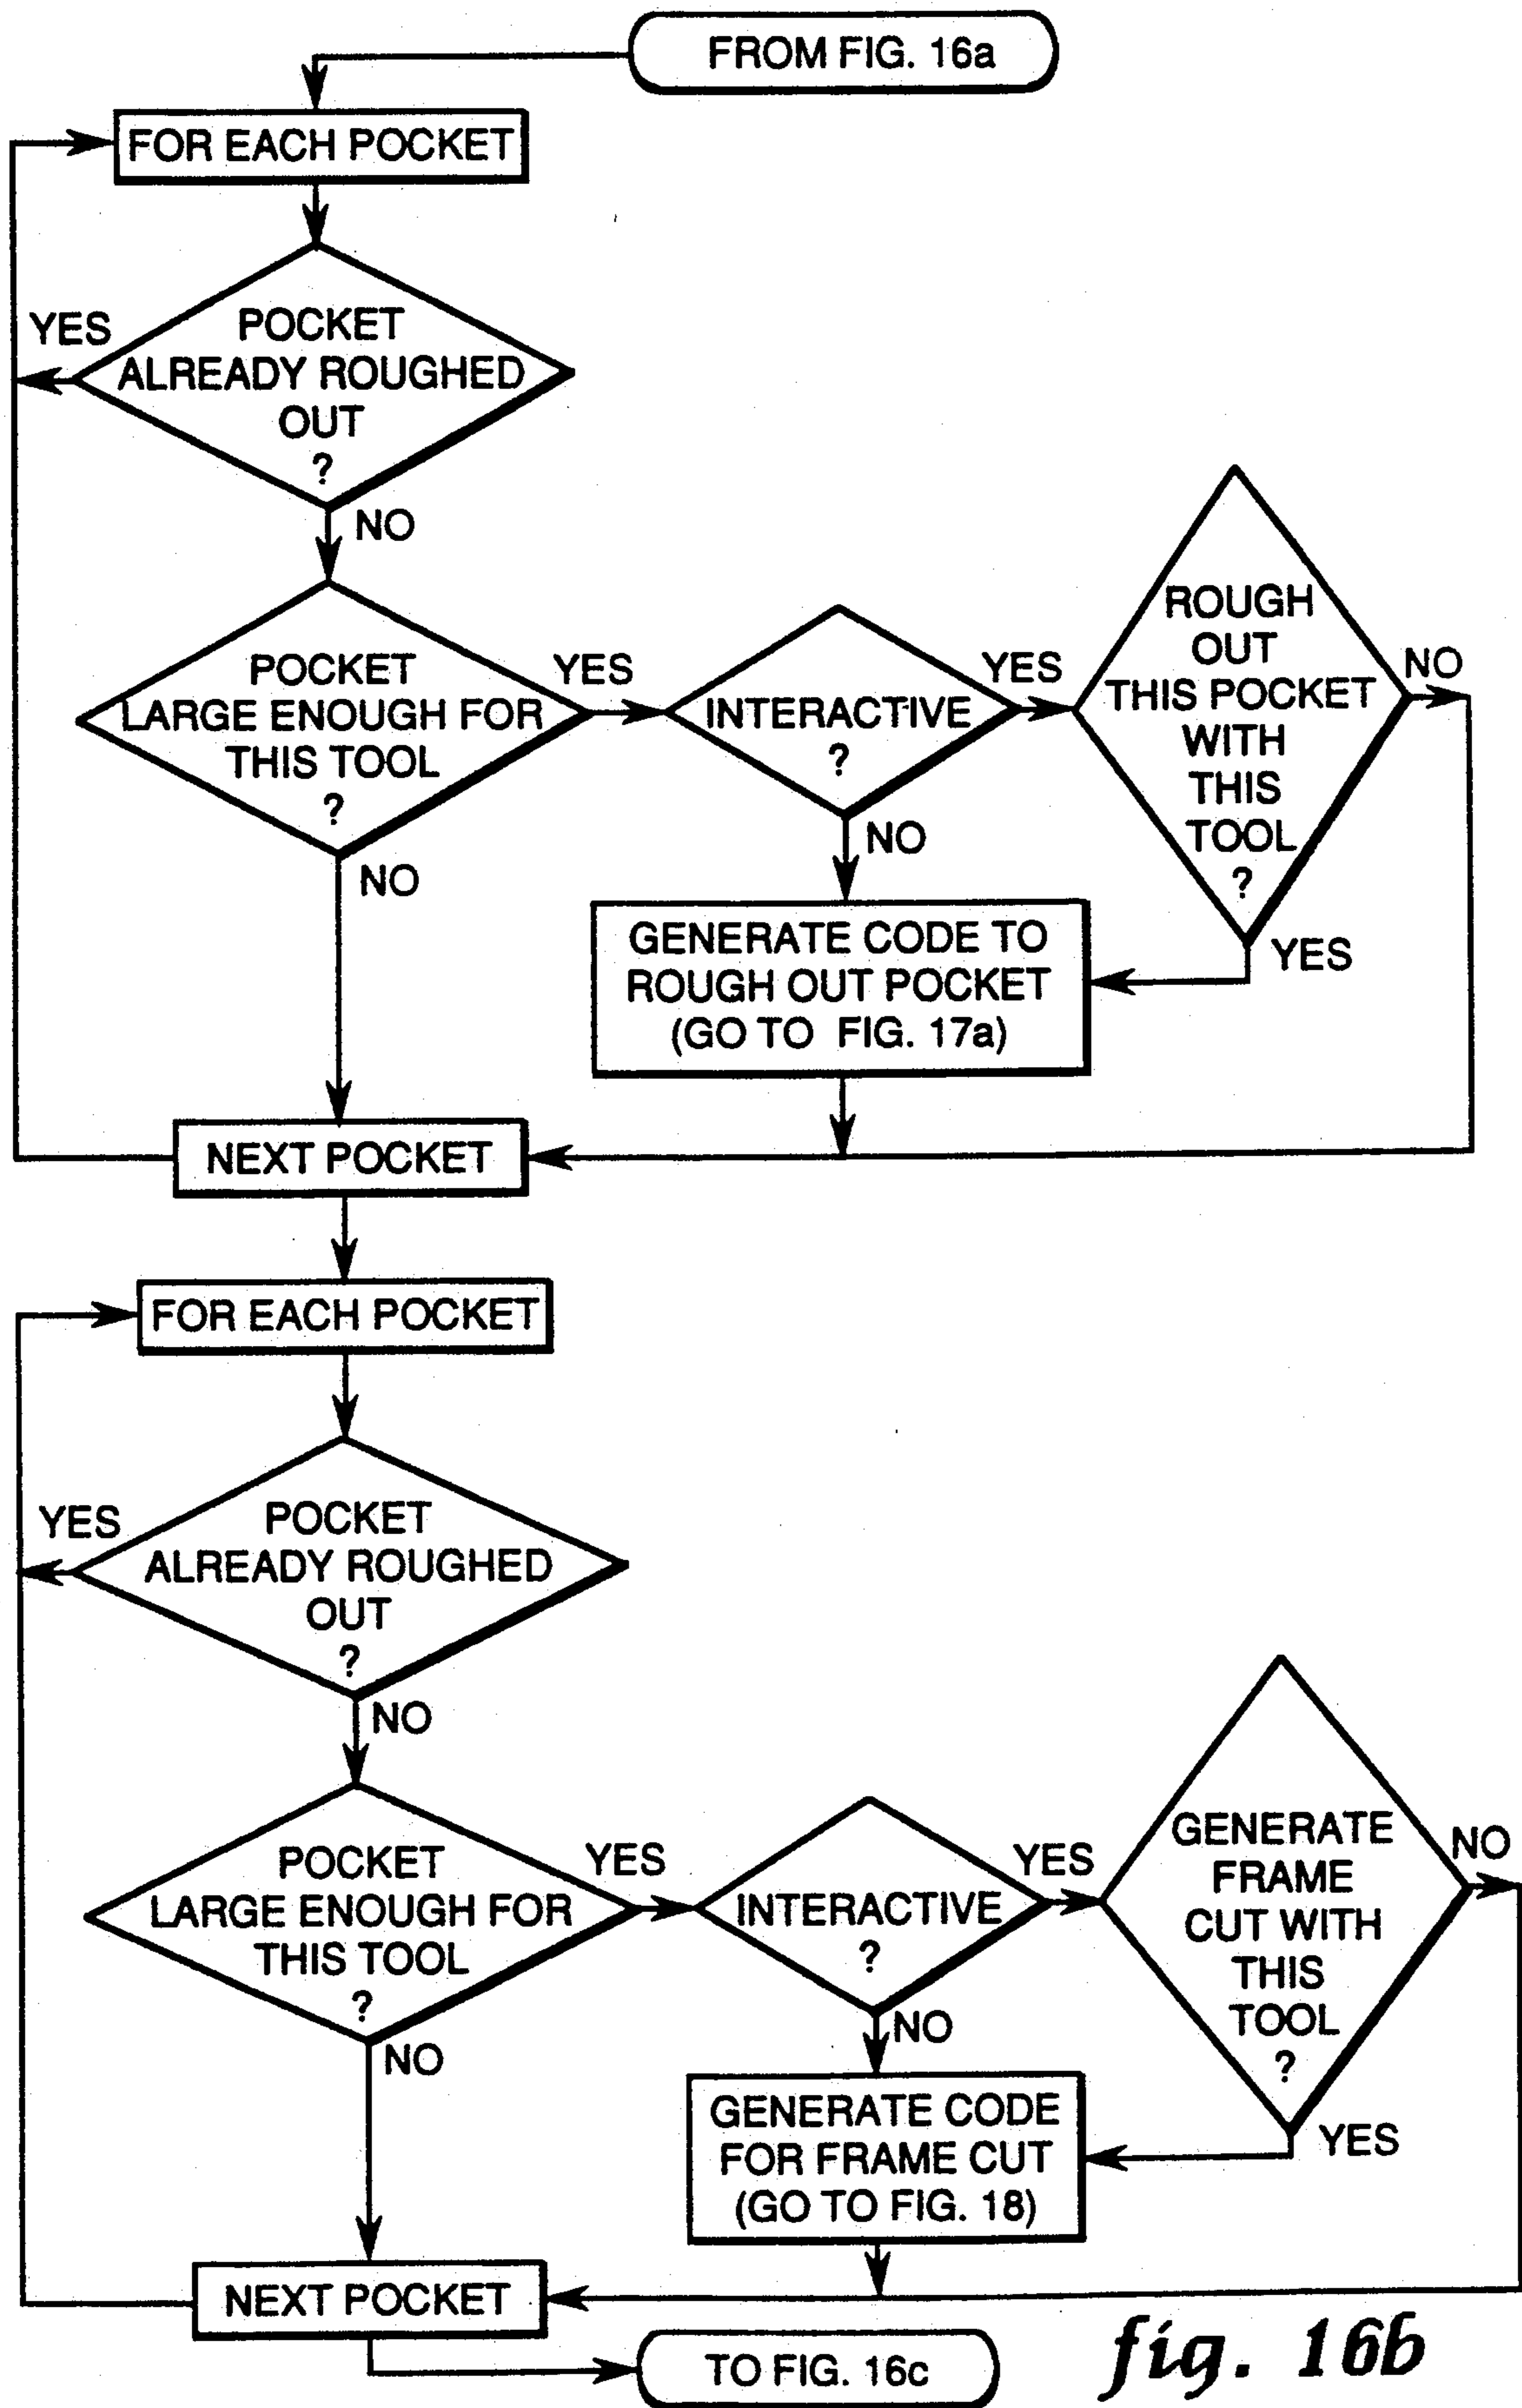 FROM FIG. 16a
FOR EACH POCKET
YES
POCKET
ALREADY ROUGHED
OUT
?
NO
POCKET
LARGE ENOUGH FOR
THIS TOOL
?
YES
NO
INTERACTIVE
?
YES
NO
ROUGH
OUT
THIS POCKET
WITH
THIS
TOOL
?
NO
YES
GENERATE CODE TO
ROUGH OUT POCKET
(GO TO FIG. 17a)
NEXT POCKET
FOR EACH POCKET
YES
POCKET
ALREADY ROUGHED
OUT
?
NO
POCKET
LARGE ENOUGH FOR
THIS TOOL
?
YES
NO
INTERACTIVE
?
YES
NO
GENERATE
FRAME
CUT WITH
THIS
TOOL
?
NO
YES
GENERATE CODE
FOR FRAME CUT
(GO TO FIG. 18)
NEXT POCKET
TO FIG. 16c
fig. 16b